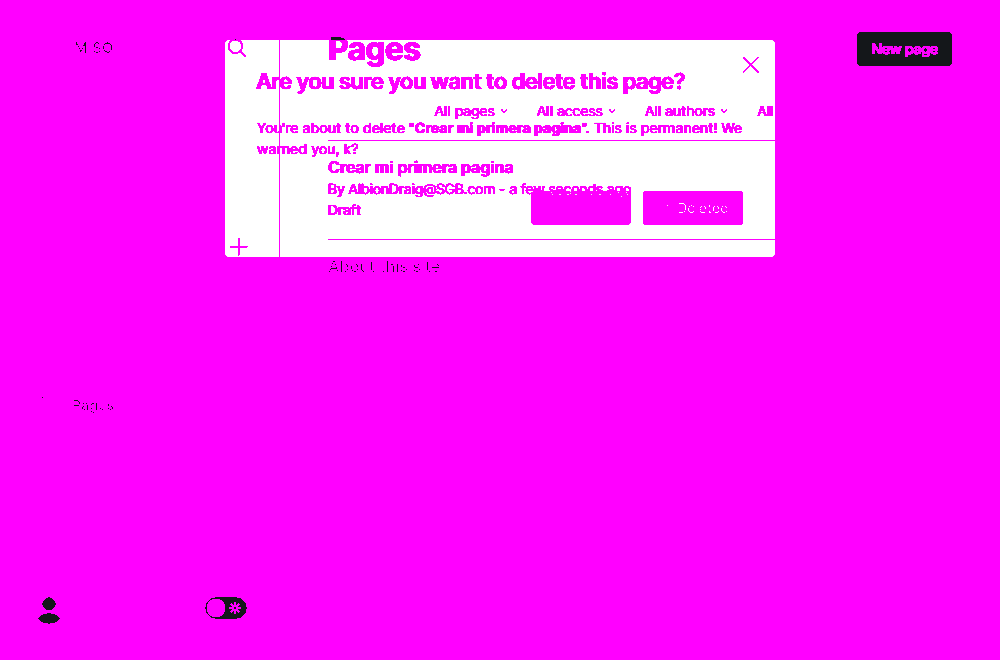 MISO
Pages
New page
Are you sure you want to delete this page?
All pages
All access
All authors
All
You're about to delete "Crear mi primera pagina". This is permanent! We
warned you, k?
Crear mi primera pagina
By AlbionDraig@SGB.com - a few seconds ago
Draft
Deleted
About this site
Pages